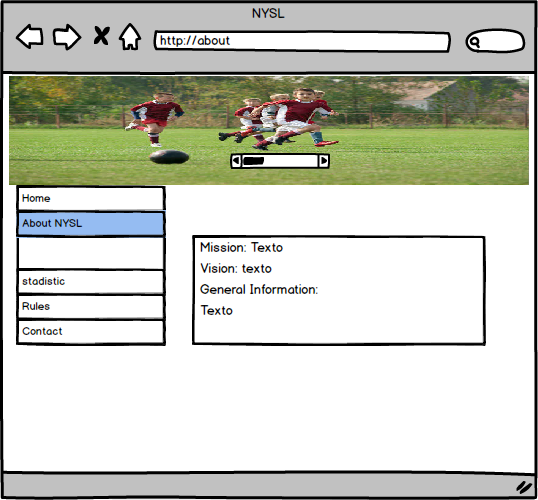 NYSL
http://about
Home
About NYSL
stadistic
Rules
Contact
Mission: Texto
Vision: texto
General Information:
Texto